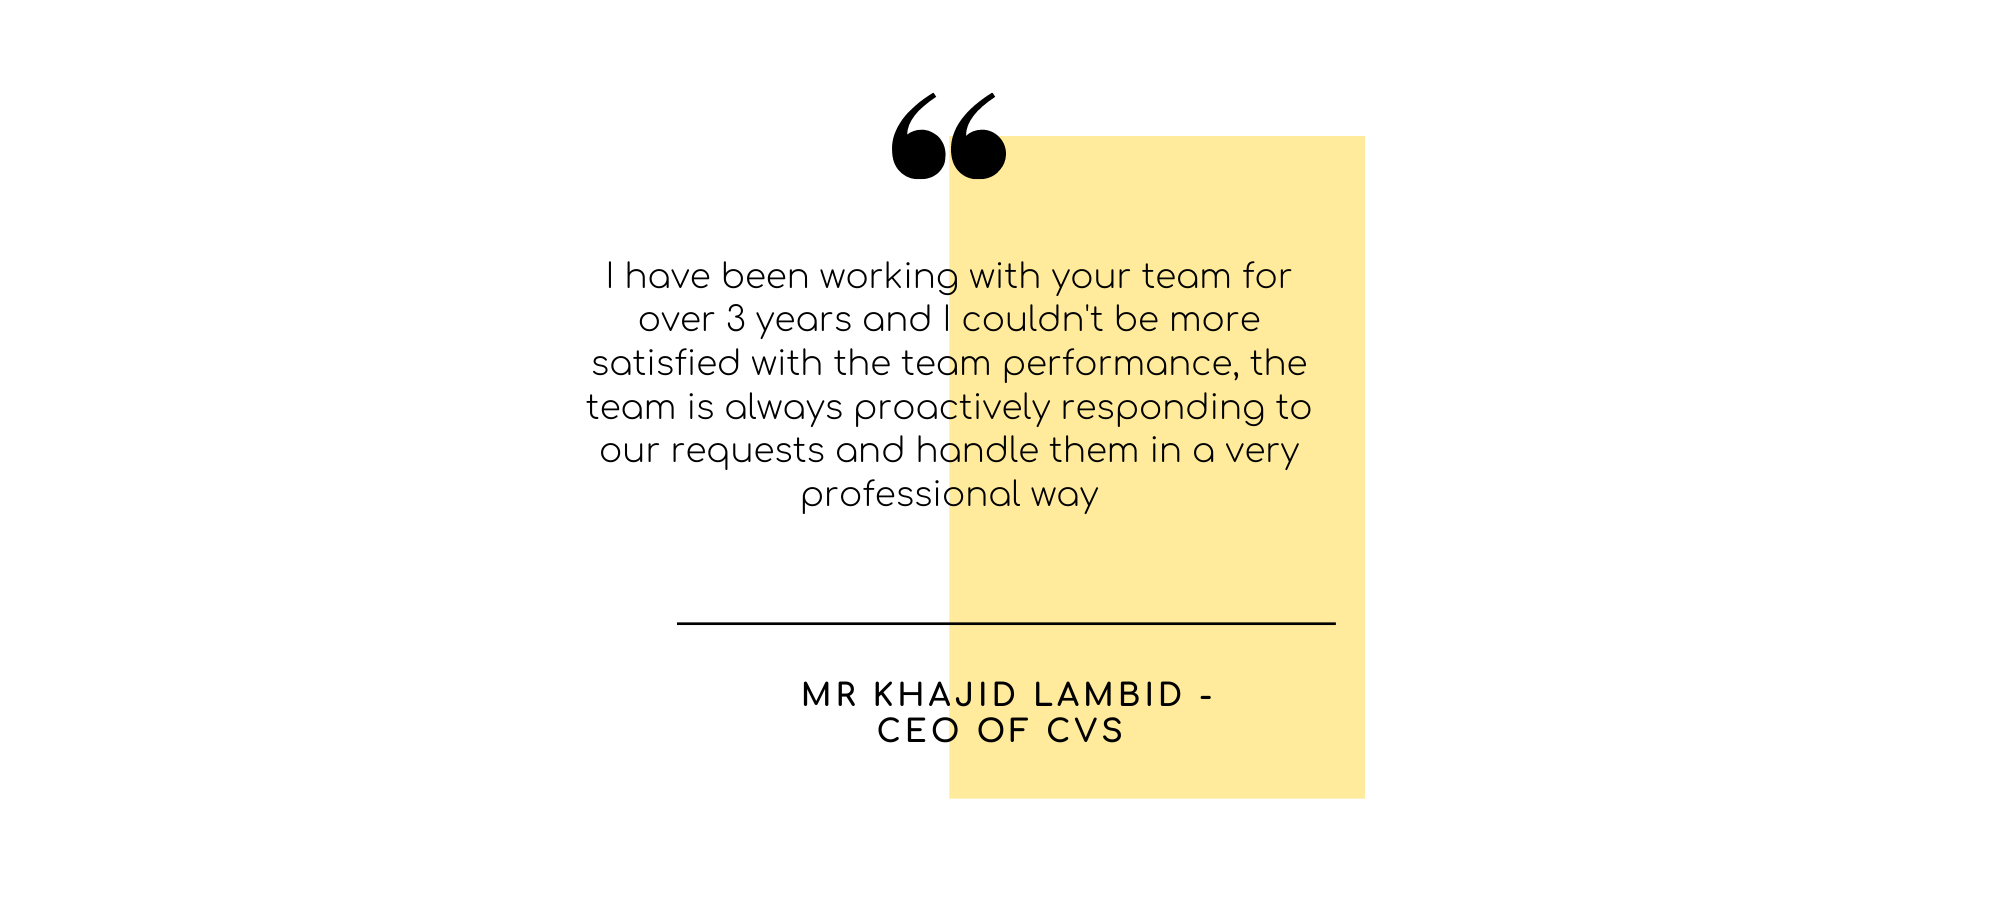 “
I have been working with your team for
over 3 years and I couldn't be more
satisfied with the team performance, the
team is always proactively responding to
our requests and handle them in a very
professional way
MR KHAJID LAMBID -
CEO OF CVS